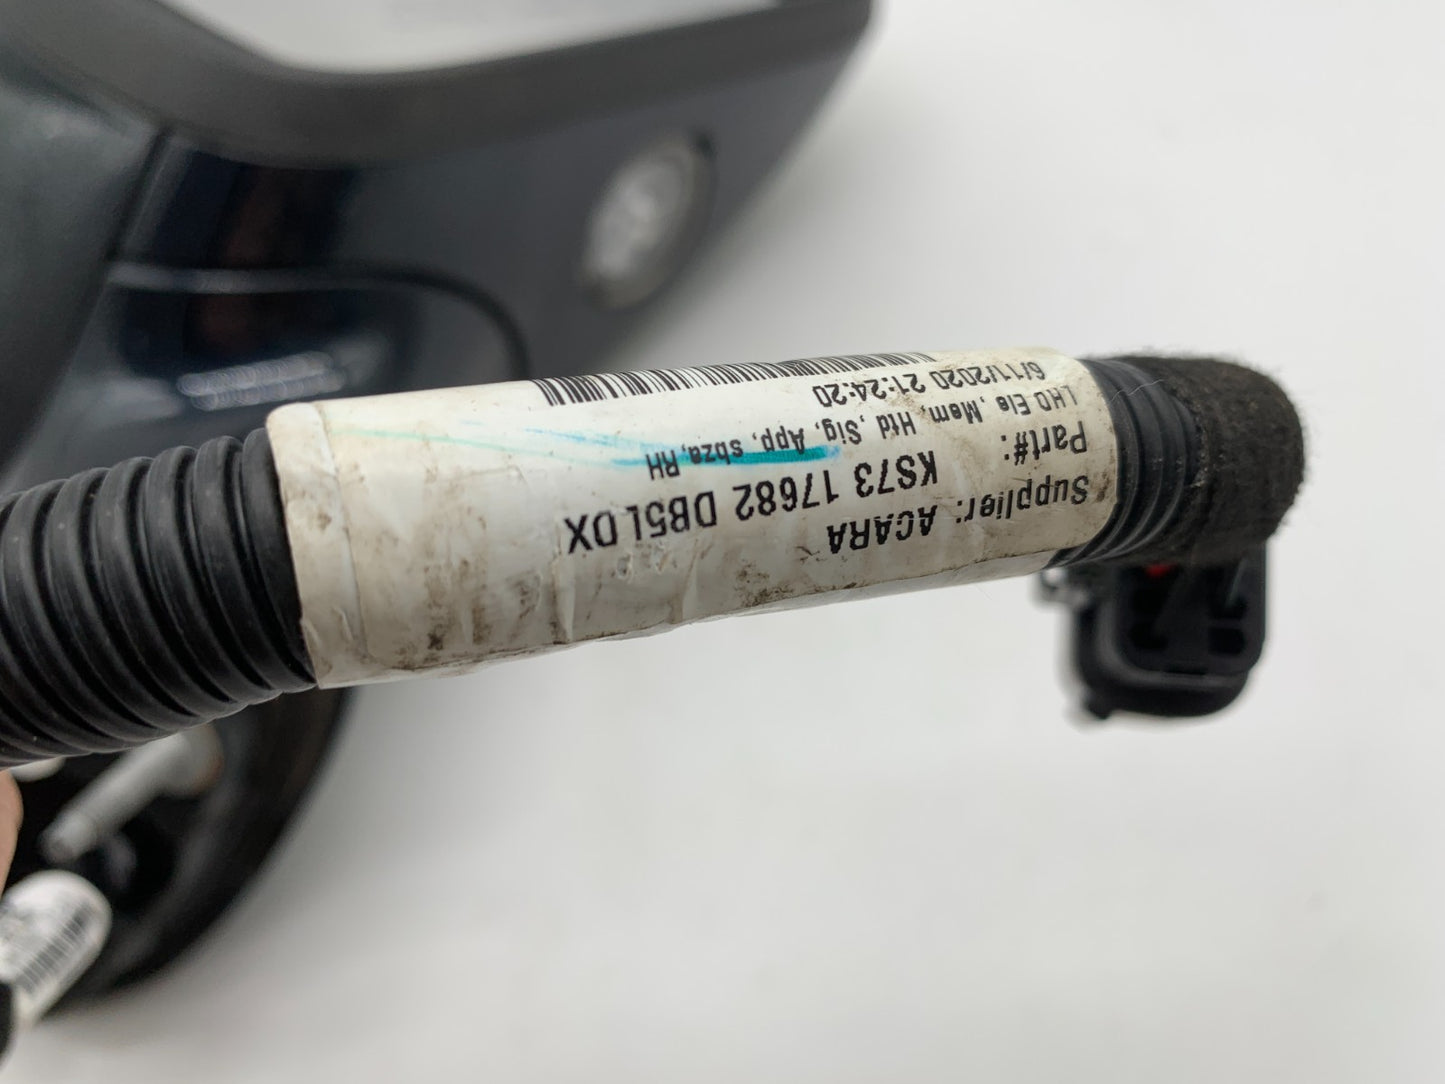 Supplier: ACARA
Part#: KS73 17682 DB5LDX
LHD Ele, Mem, Htd, Sig, App, sbza, RH
6/11/2020 21:24:20